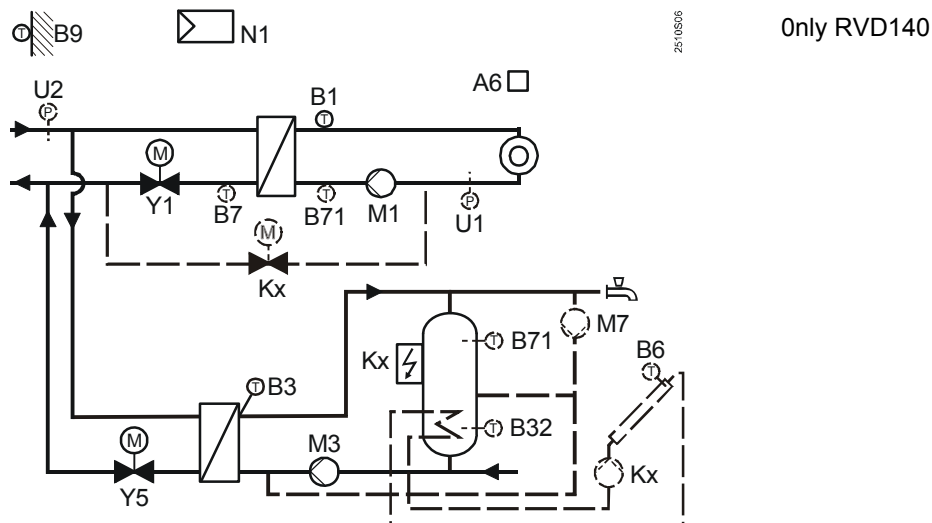 T B9
N1
2510S06
0nly RVD140
U2
P
B1
T
A6
M
Y1
T
B7
T
B71
M1
P
U1
M
Kx
M7
T B71
Kx
B6
T
T B3
T B32
M
Y5
M3
Kx